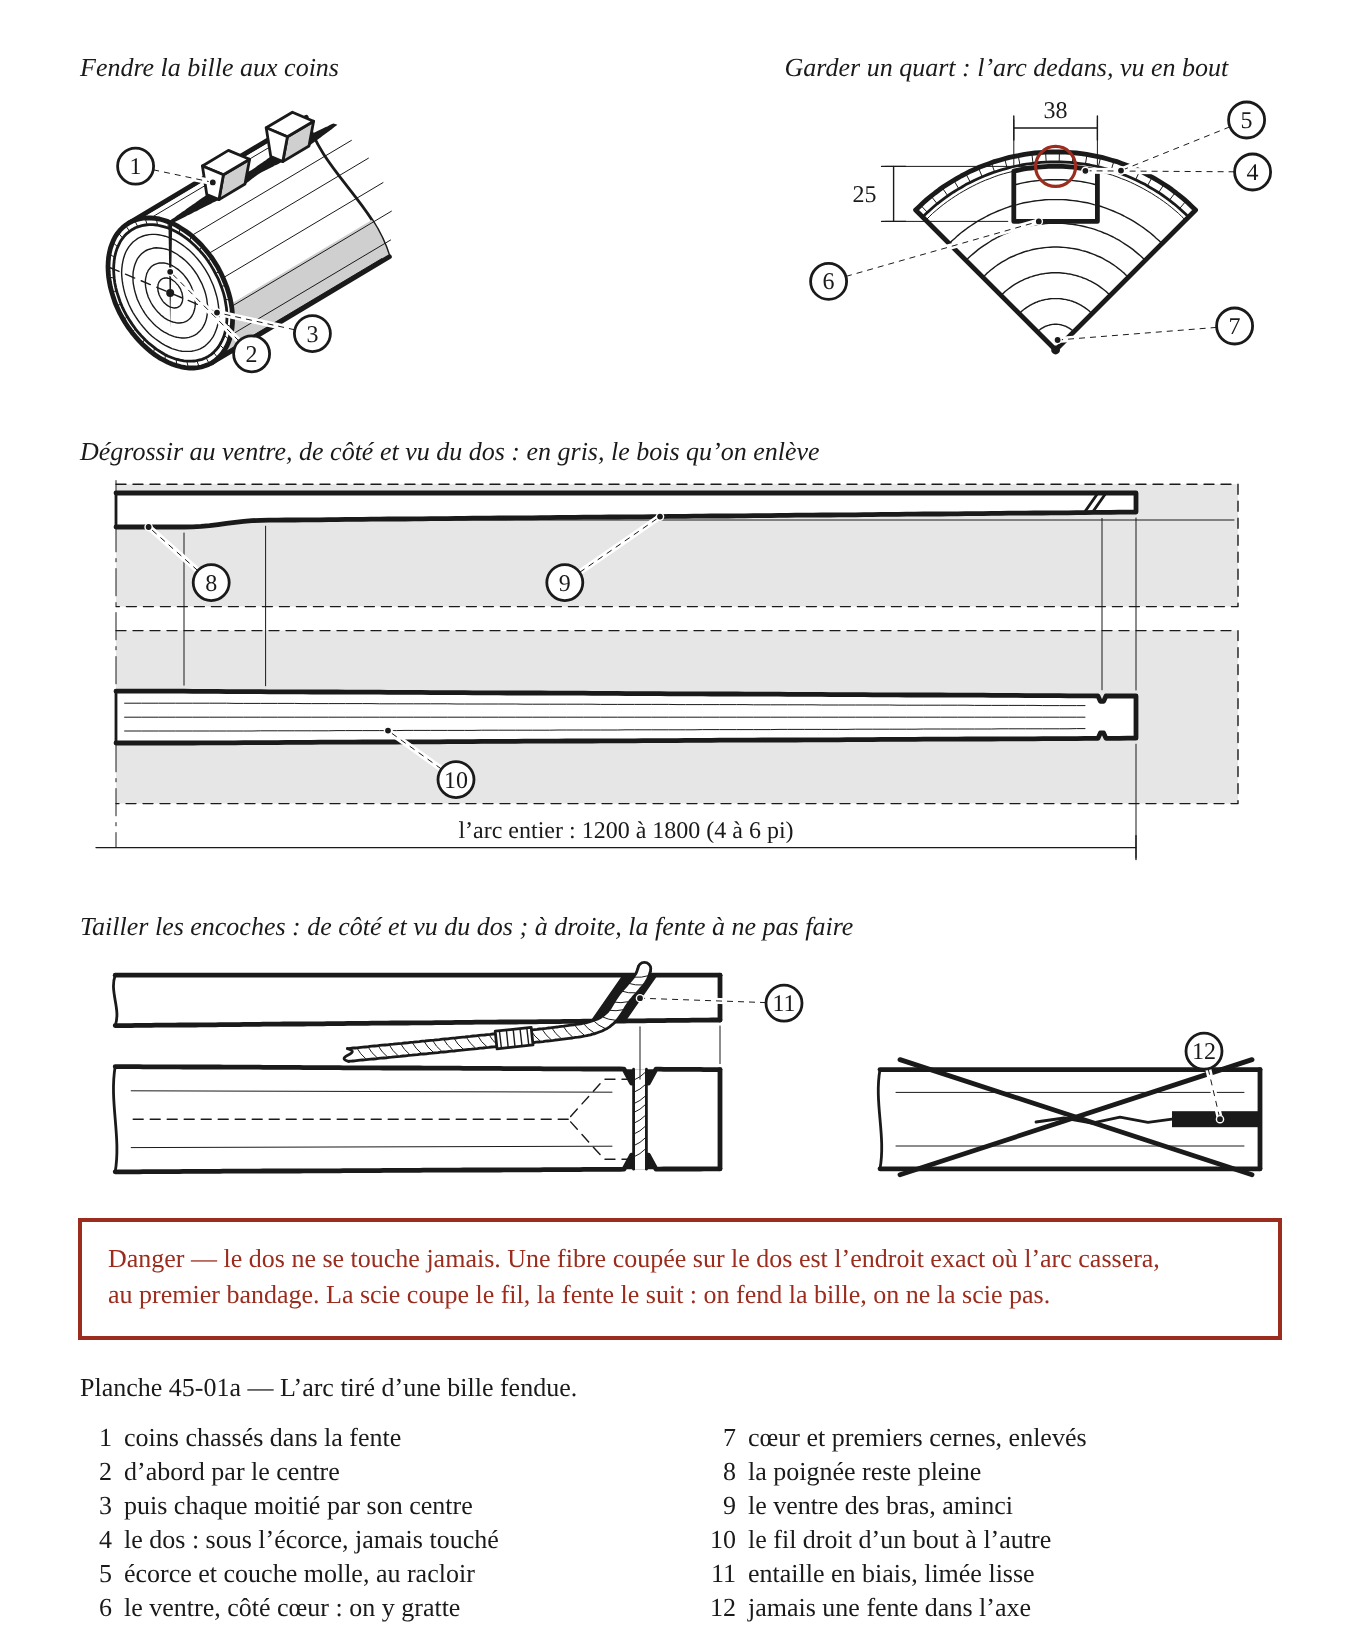 Fendre la bille aux coins
Garder un quart : l’arc dedans, vu en bout
38
5
1
4
25
6
7
3
2
Dégrossir au ventre, de côté et vu du dos : en gris, le bois qu’on enlève
8
9
10
l’arc entier : 1200 à 1800 (4 à 6 pi)
Tailler les encoches : de côté et vu du dos ; à droite, la fente à ne pas faire
11
12
Danger — le dos ne se touche jamais. Une fibre coupée sur le dos est l’endroit exact où l’arc cassera,
au premier bandage. La scie coupe le fil, la fente le suit : on fend la bille, on ne la scie pas.
Planche 45-01a — L’arc tiré d’une bille fendue.
1 coins chassés dans la fente
2 d’abord par le centre
3 puis chaque moitié par son centre
4 le dos : sous l’écorce, jamais touché
5 écorce et couche molle, au racloir
6 le ventre, côté cœur : on y gratte
7 cœur et premiers cernes, enlevés
8 la poignée reste pleine
9 le ventre des bras, aminci
10 le fil droit d’un bout à l’autre
11 entaille en biais, limée lisse
12 jamais une fente dans l’axe